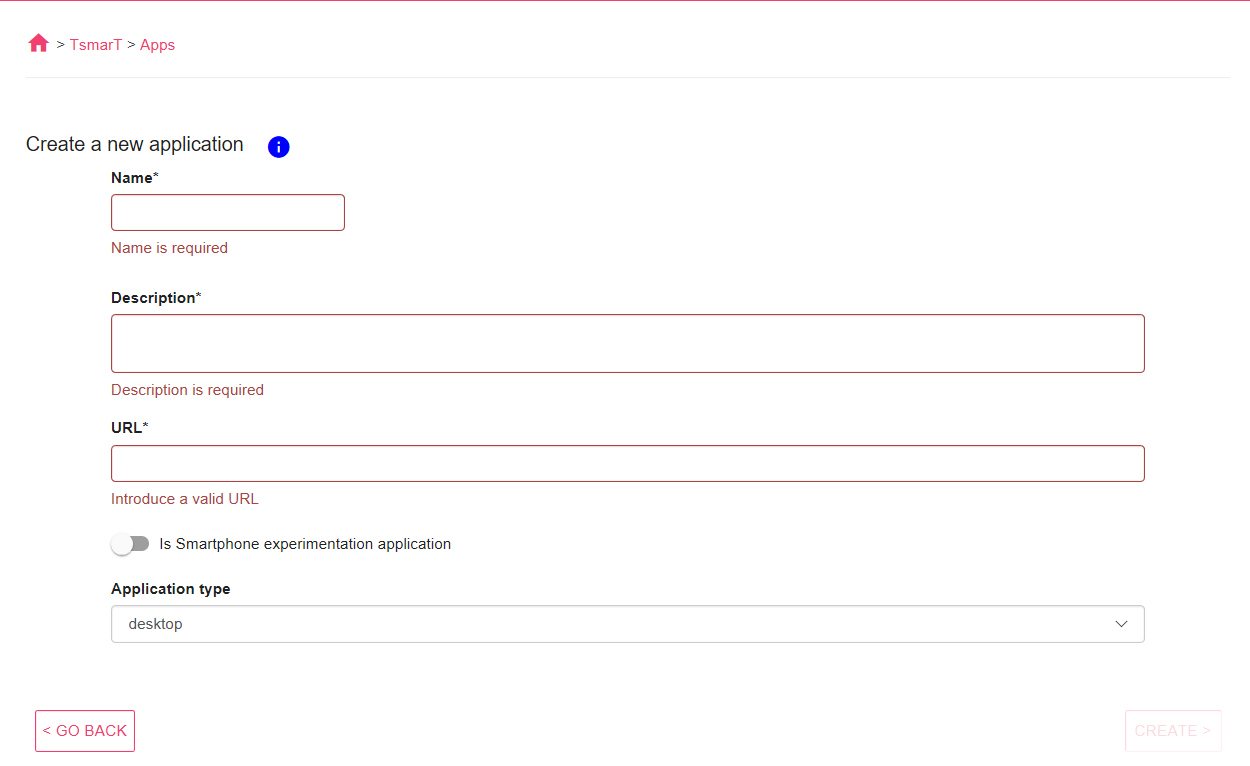 > TsmarT > Apps
Create a new application
Name*
Name is required
Description*
Description is required
URL*
Introduce a valid URL
Is Smartphone experimentation application
Application type
desktop
< GO BACK
CREATE >